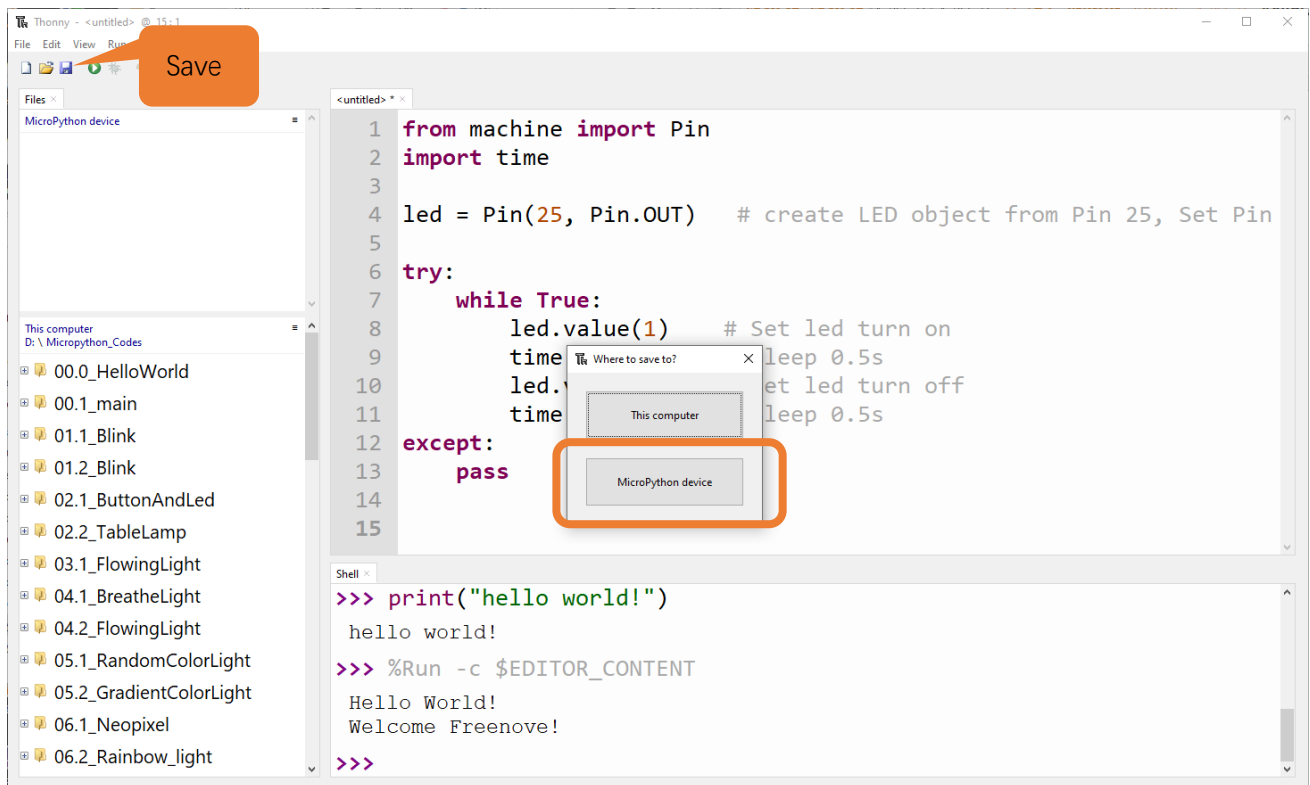 Thonny - <untitled> @ 15:1
File Edit View Run
Save
Files
MicroPython device
This computer
D: \ Micropython_Codes
00.0_HelloWorld
00.1_main
01.1_Blink
01.2_Blink
02.1_ButtonAndLed
02.2_TableLamp
03.1_FlowingLight
04.1_BreatheLight
04.2_FlowingLight
05.1_RandomColorLight
05.2_GradientColorLight
06.1_Neopixel
06.2_Rainbow_light
<untitled> *
1 from machine import Pin
2 import time
3
4 led = Pin(25, Pin.OUT) # create LED object from Pin 25, Set Pin
5
6 try:
7 while True:
8 led.value(1) # Set led turn on
9 time leep 0.5s
10 led. et led turn off
11 time leep 0.5s
12 except:
13 pass
14
15
Where to save to?
This computer
MicroPython device
Shell
>>> print("hello world!")
hello world!
>>> %Run -c $EDITOR_CONTENT
Hello World!
Welcome Freenove!
>>>